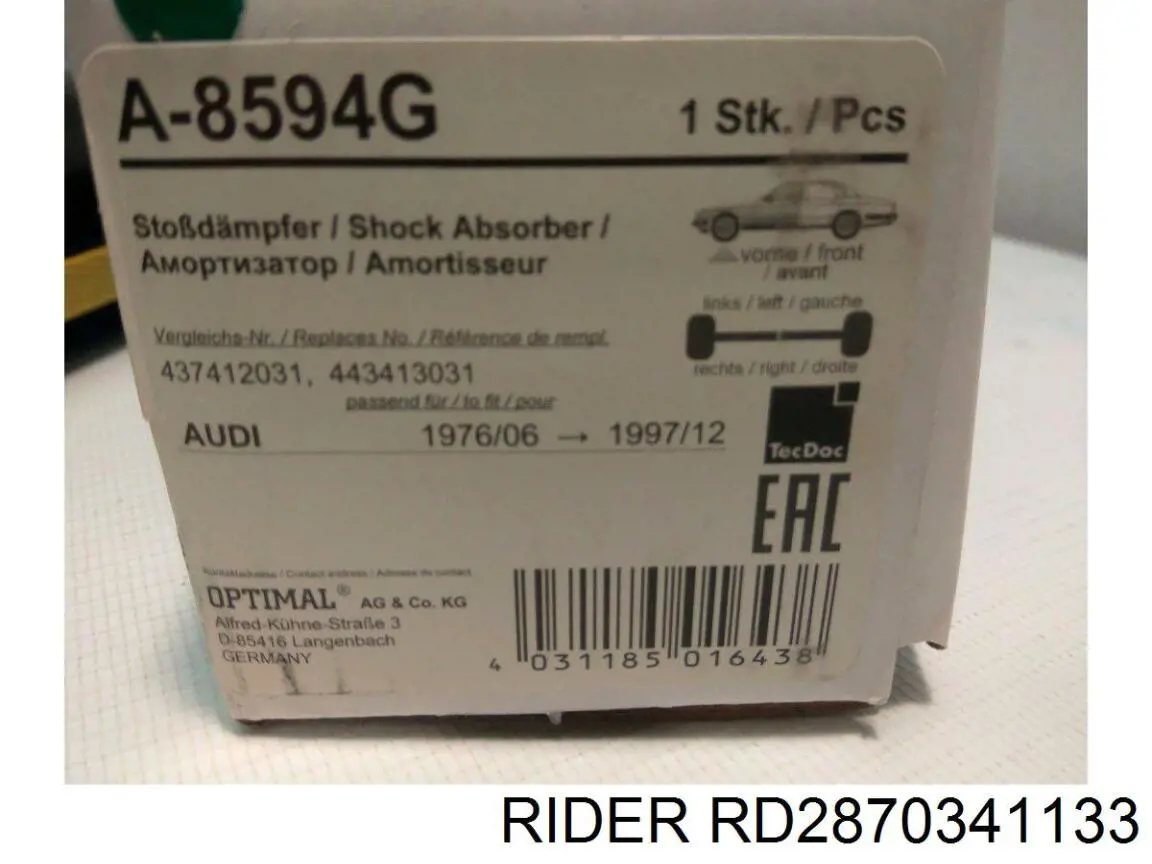 A-8594G
1 Stk. / Pcs
Stoßdämpfer / Shock Absorber /
Амортизатор / Amortisseur
vorne / front
/ avant
links / left / gauche
rechts / right / droite
Vergleichs-Nr. / Replaces No. / Référence de rempl.
437412031, 443413031
passend für / to fit / pour
AUDI 1976/06 → 1997/12
TecDoc
EAC
Kontaktadresse / Contact address / Adresse de contact
OPTIMAL® AG & Co. KG
Alfred-Kühne-Straße 3
D-85416 Langenbach
GERMANY
4 031185 016438
RIDER RD2870341133